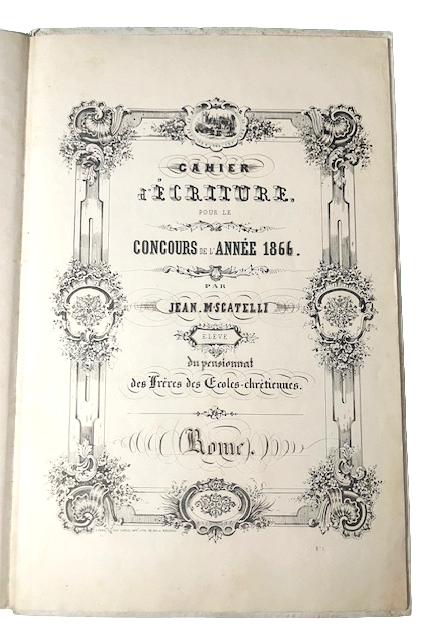 CAHIER
d'ÉCRITURE.
POUR LE
CONCOURS DE L'ANNÉE 1866.
PAR
JEAN MSCATELLI
ÉLÈVE
du pensionnat
des Frères des Ecoles-chrétiennes.
(Rome).